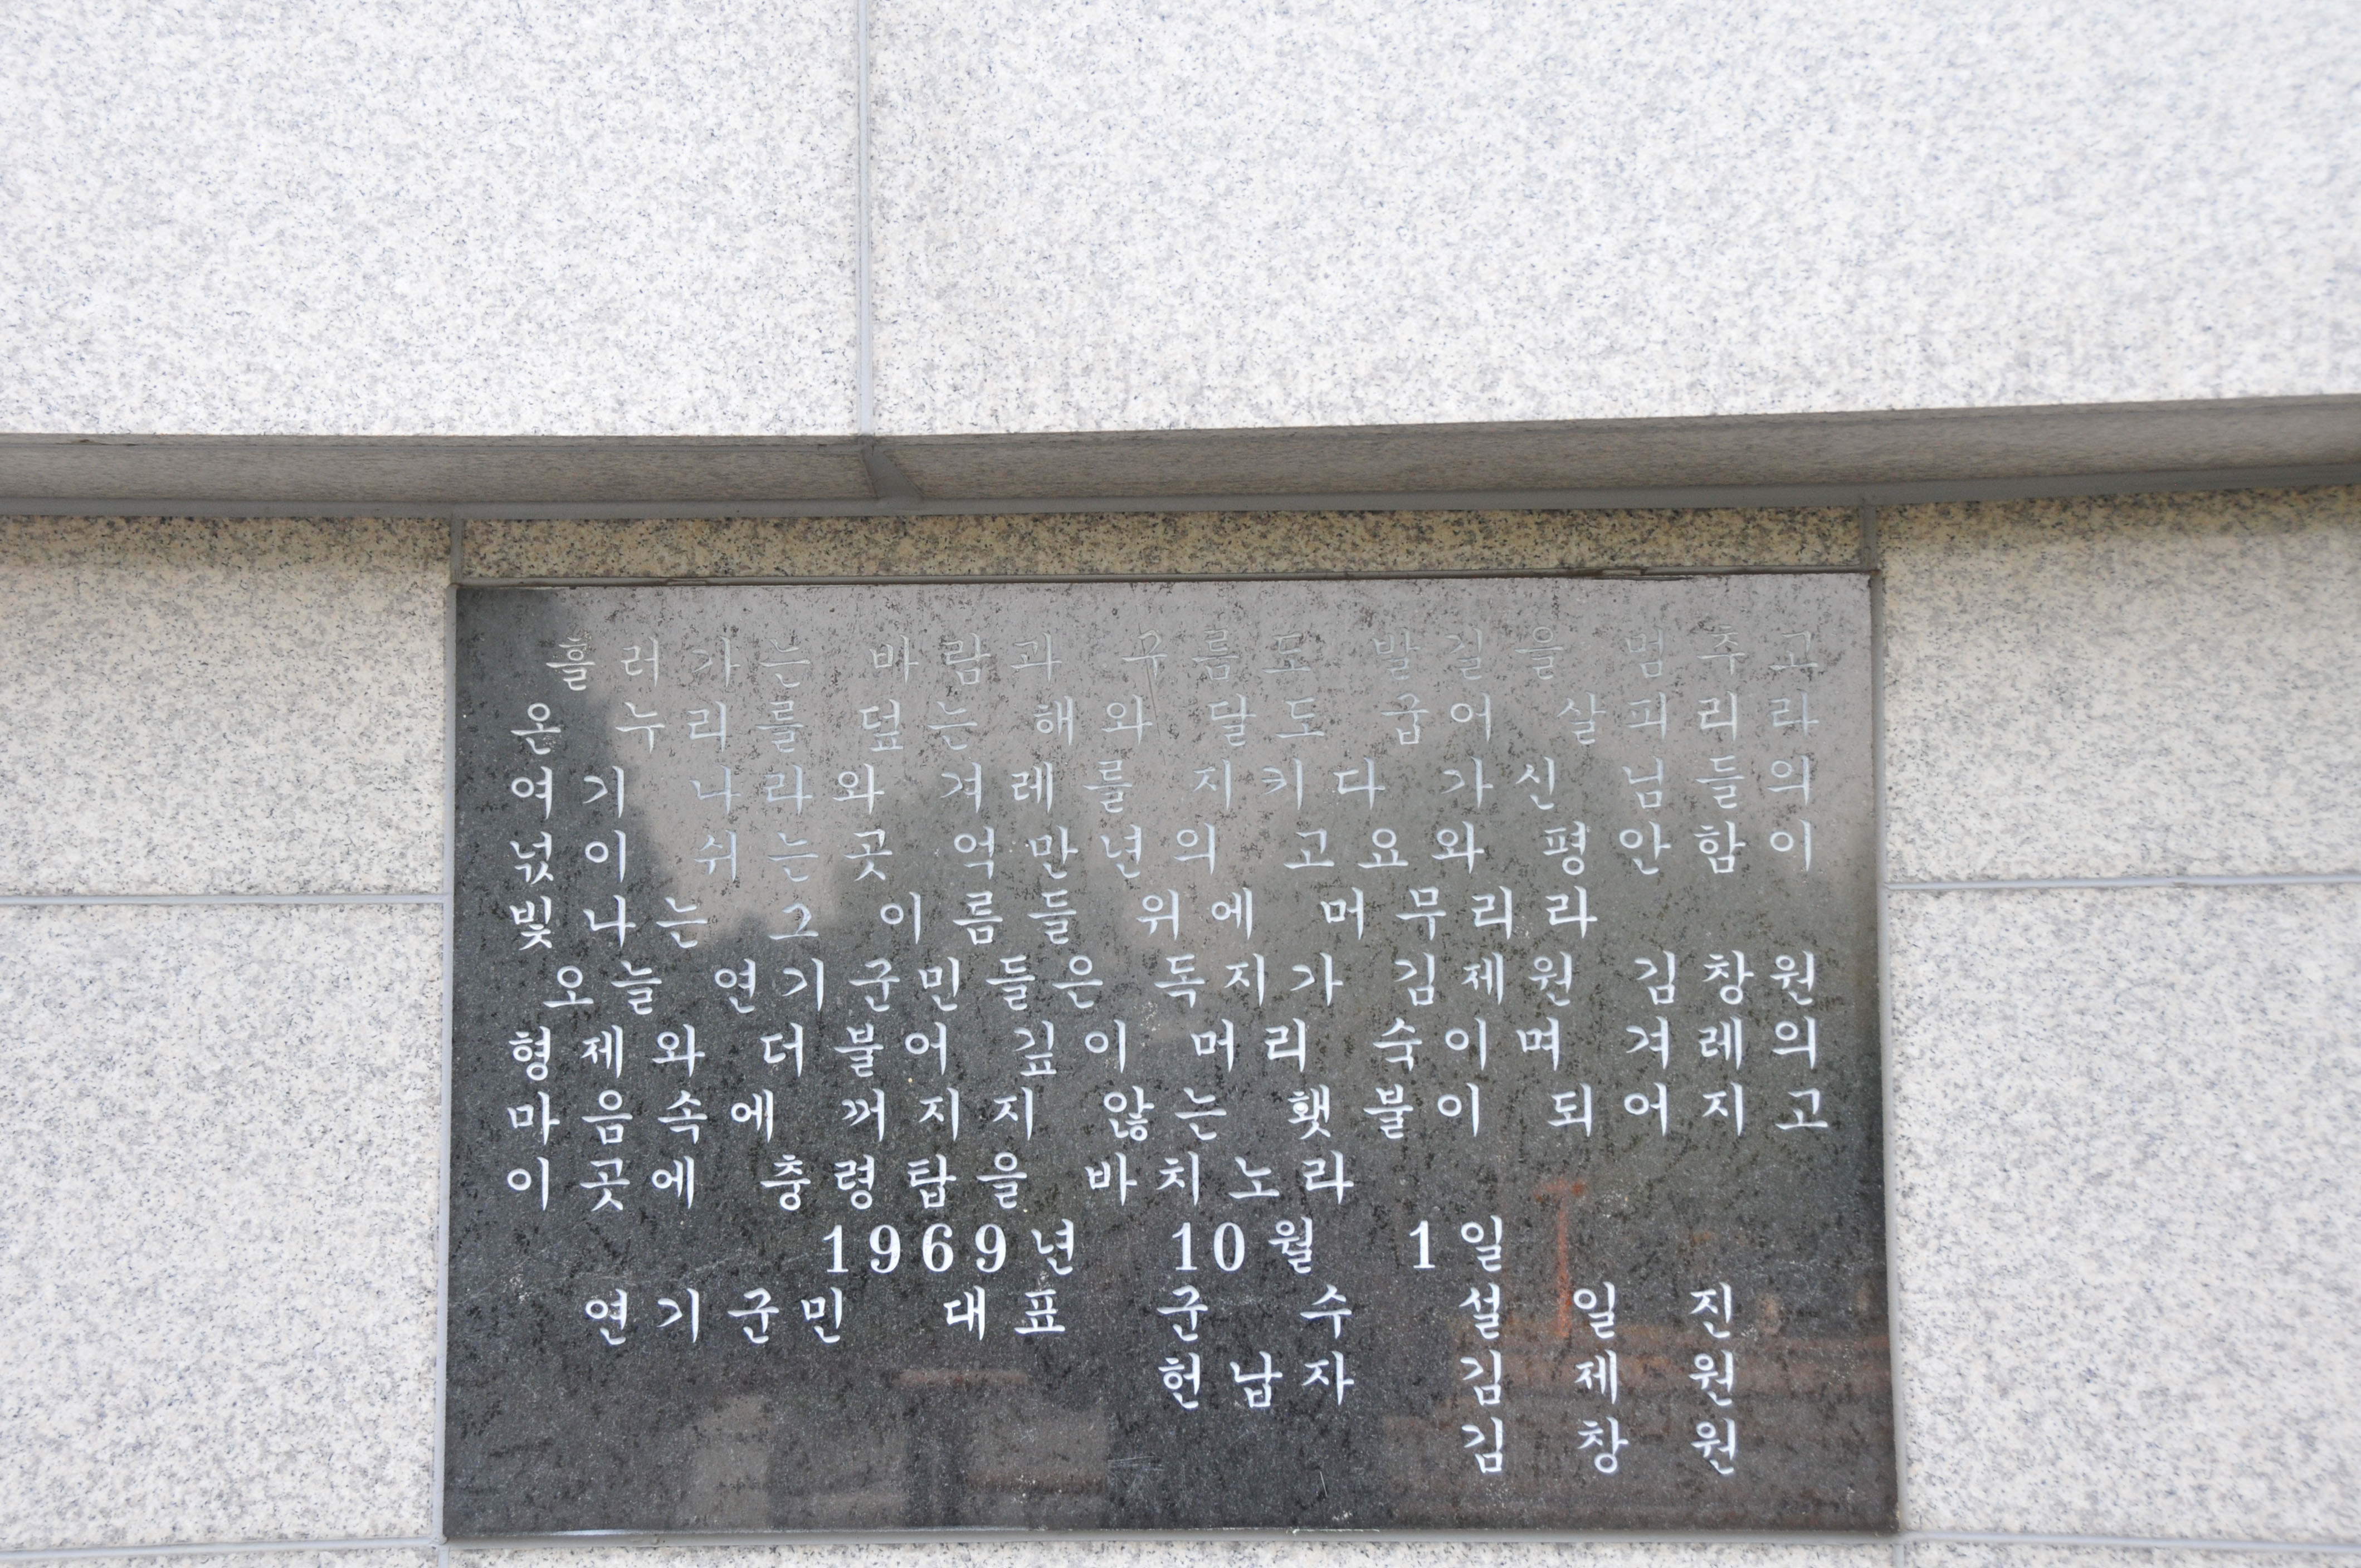 흘러가는 바람과 구름도 발길을 멈추고
온 누리를 덮는 해와 달도 굽어 살피리라
여기 나라와 겨레를 지키다 가신 님들의
넋이 쉬는곳 억만년의 고요와 평안함이
빛나는 그 이름들 위에 머무리라
오늘 연기군민들은 독지가 김제원 김창원
형제와 더불어 깊이 머리 숙이며 겨레의
마음속에 꺼지지 않는 횃불이 되어지고
이곳에 충령탑을 바치노라
1969년 10월 1일
연기군민 대표 군 수 설 일 진
헌납자 김 제 원
김 창 원